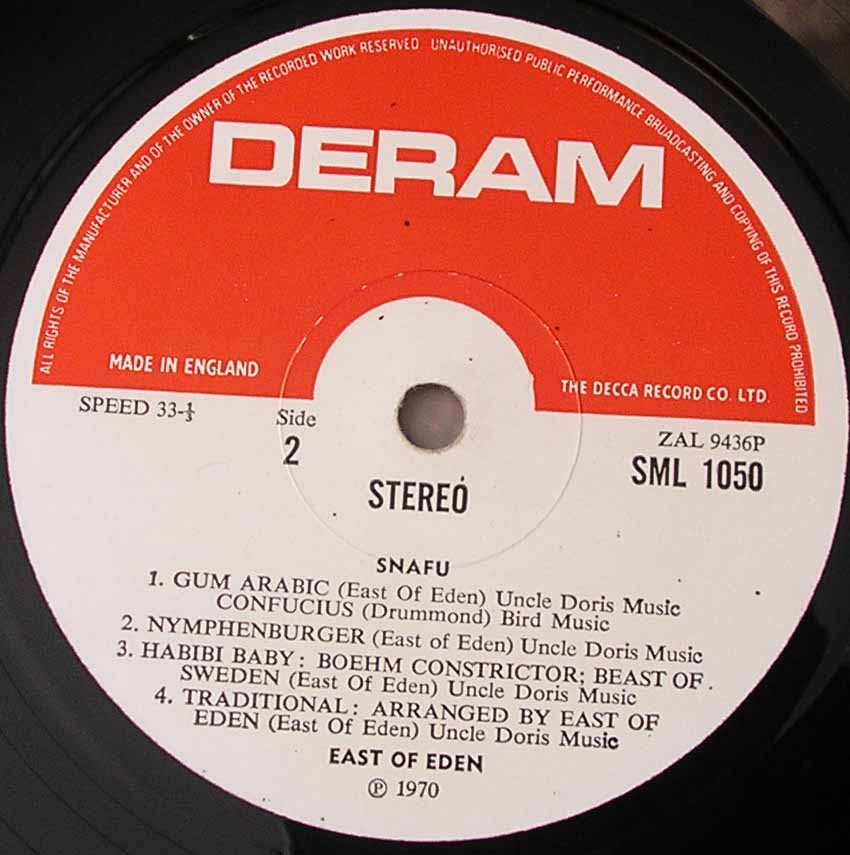 ALL RIGHTS OF THE MANUFACTURER AND OF THE OWNER OF THE RECORDED WORK RESERVED UNAUTHORISED PUBLIC PERFORMANCE BROADCASTING AND COPYING OF THIS RECORD PROHIBITED
DERAM
MADE IN ENGLAND
THE DECCA RECORD CO. LTD.
SPEED 33-⅓
Side
2
ZAL 9436P
SML 1050
STEREO
SNAFU
1. GUM ARABIC (East Of Eden) Uncle Doris Music
CONFUCIUS (Drummond) Bird Music
2. NYMPHENBURGER (East of Eden) Uncle Doris Music
3. HABIBI BABY: BOEHM CONSTRICTOR; BEAST OF
SWEDEN (East Of Eden) Uncle Doris Music
4. TRADITIONAL: ARRANGED BY EAST OF
EDEN (East Of Eden) Uncle Doris Music
EAST OF EDEN
℗ 1970